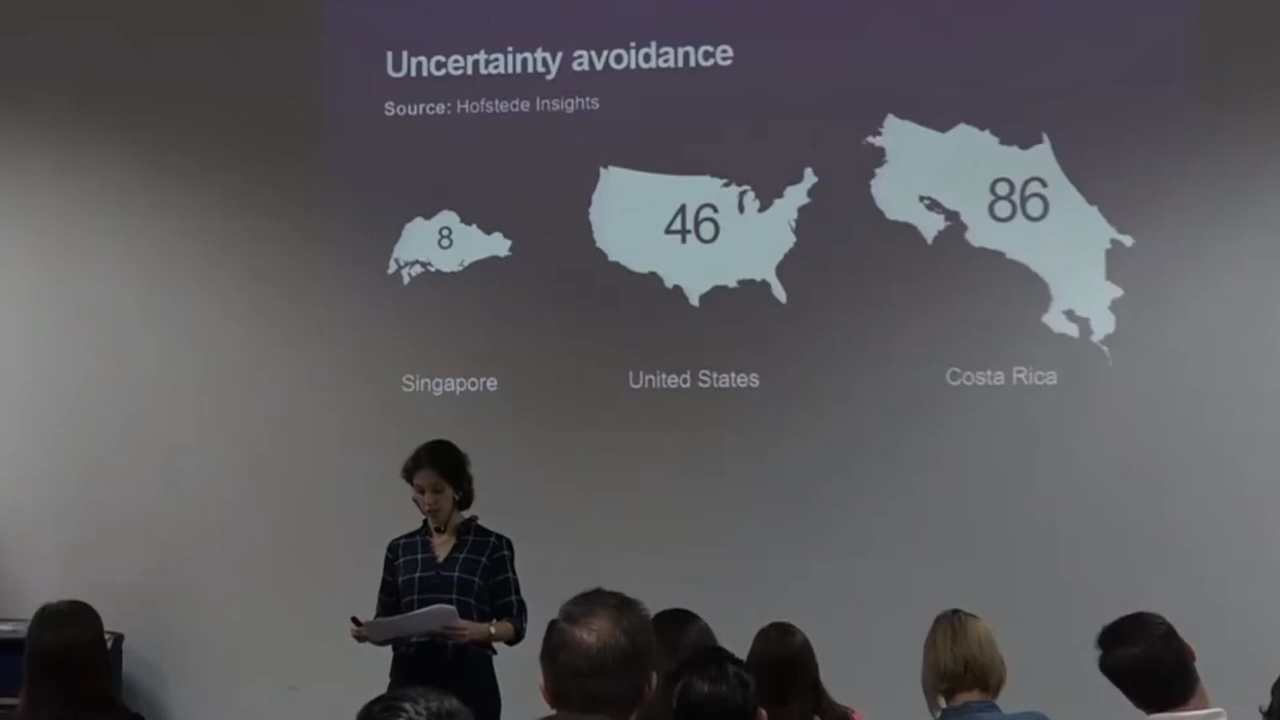 Uncertainty avoidance
Source: Hofstede Insights
8
46
86
Singapore
United States
Costa Rica